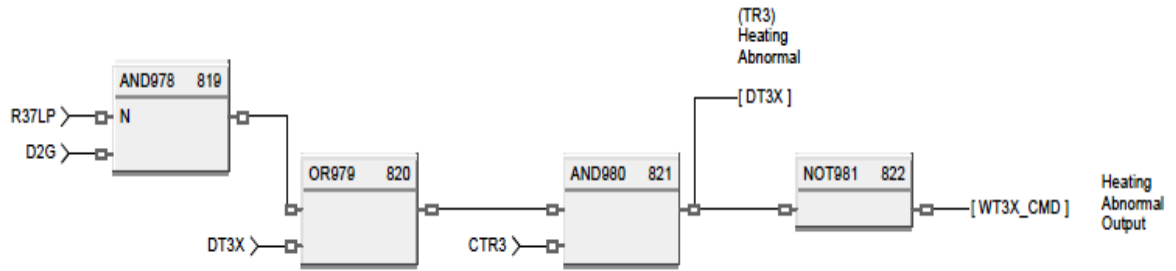 (TR3)
Heating
Abnormal
AND978 819
[ DT3X ]
R37LP
N
D2G
OR979 820
AND980 821
NOT981 822
Heating
Abnormal
Output
[ WT3X_CMD ]
DT3X
CTR3